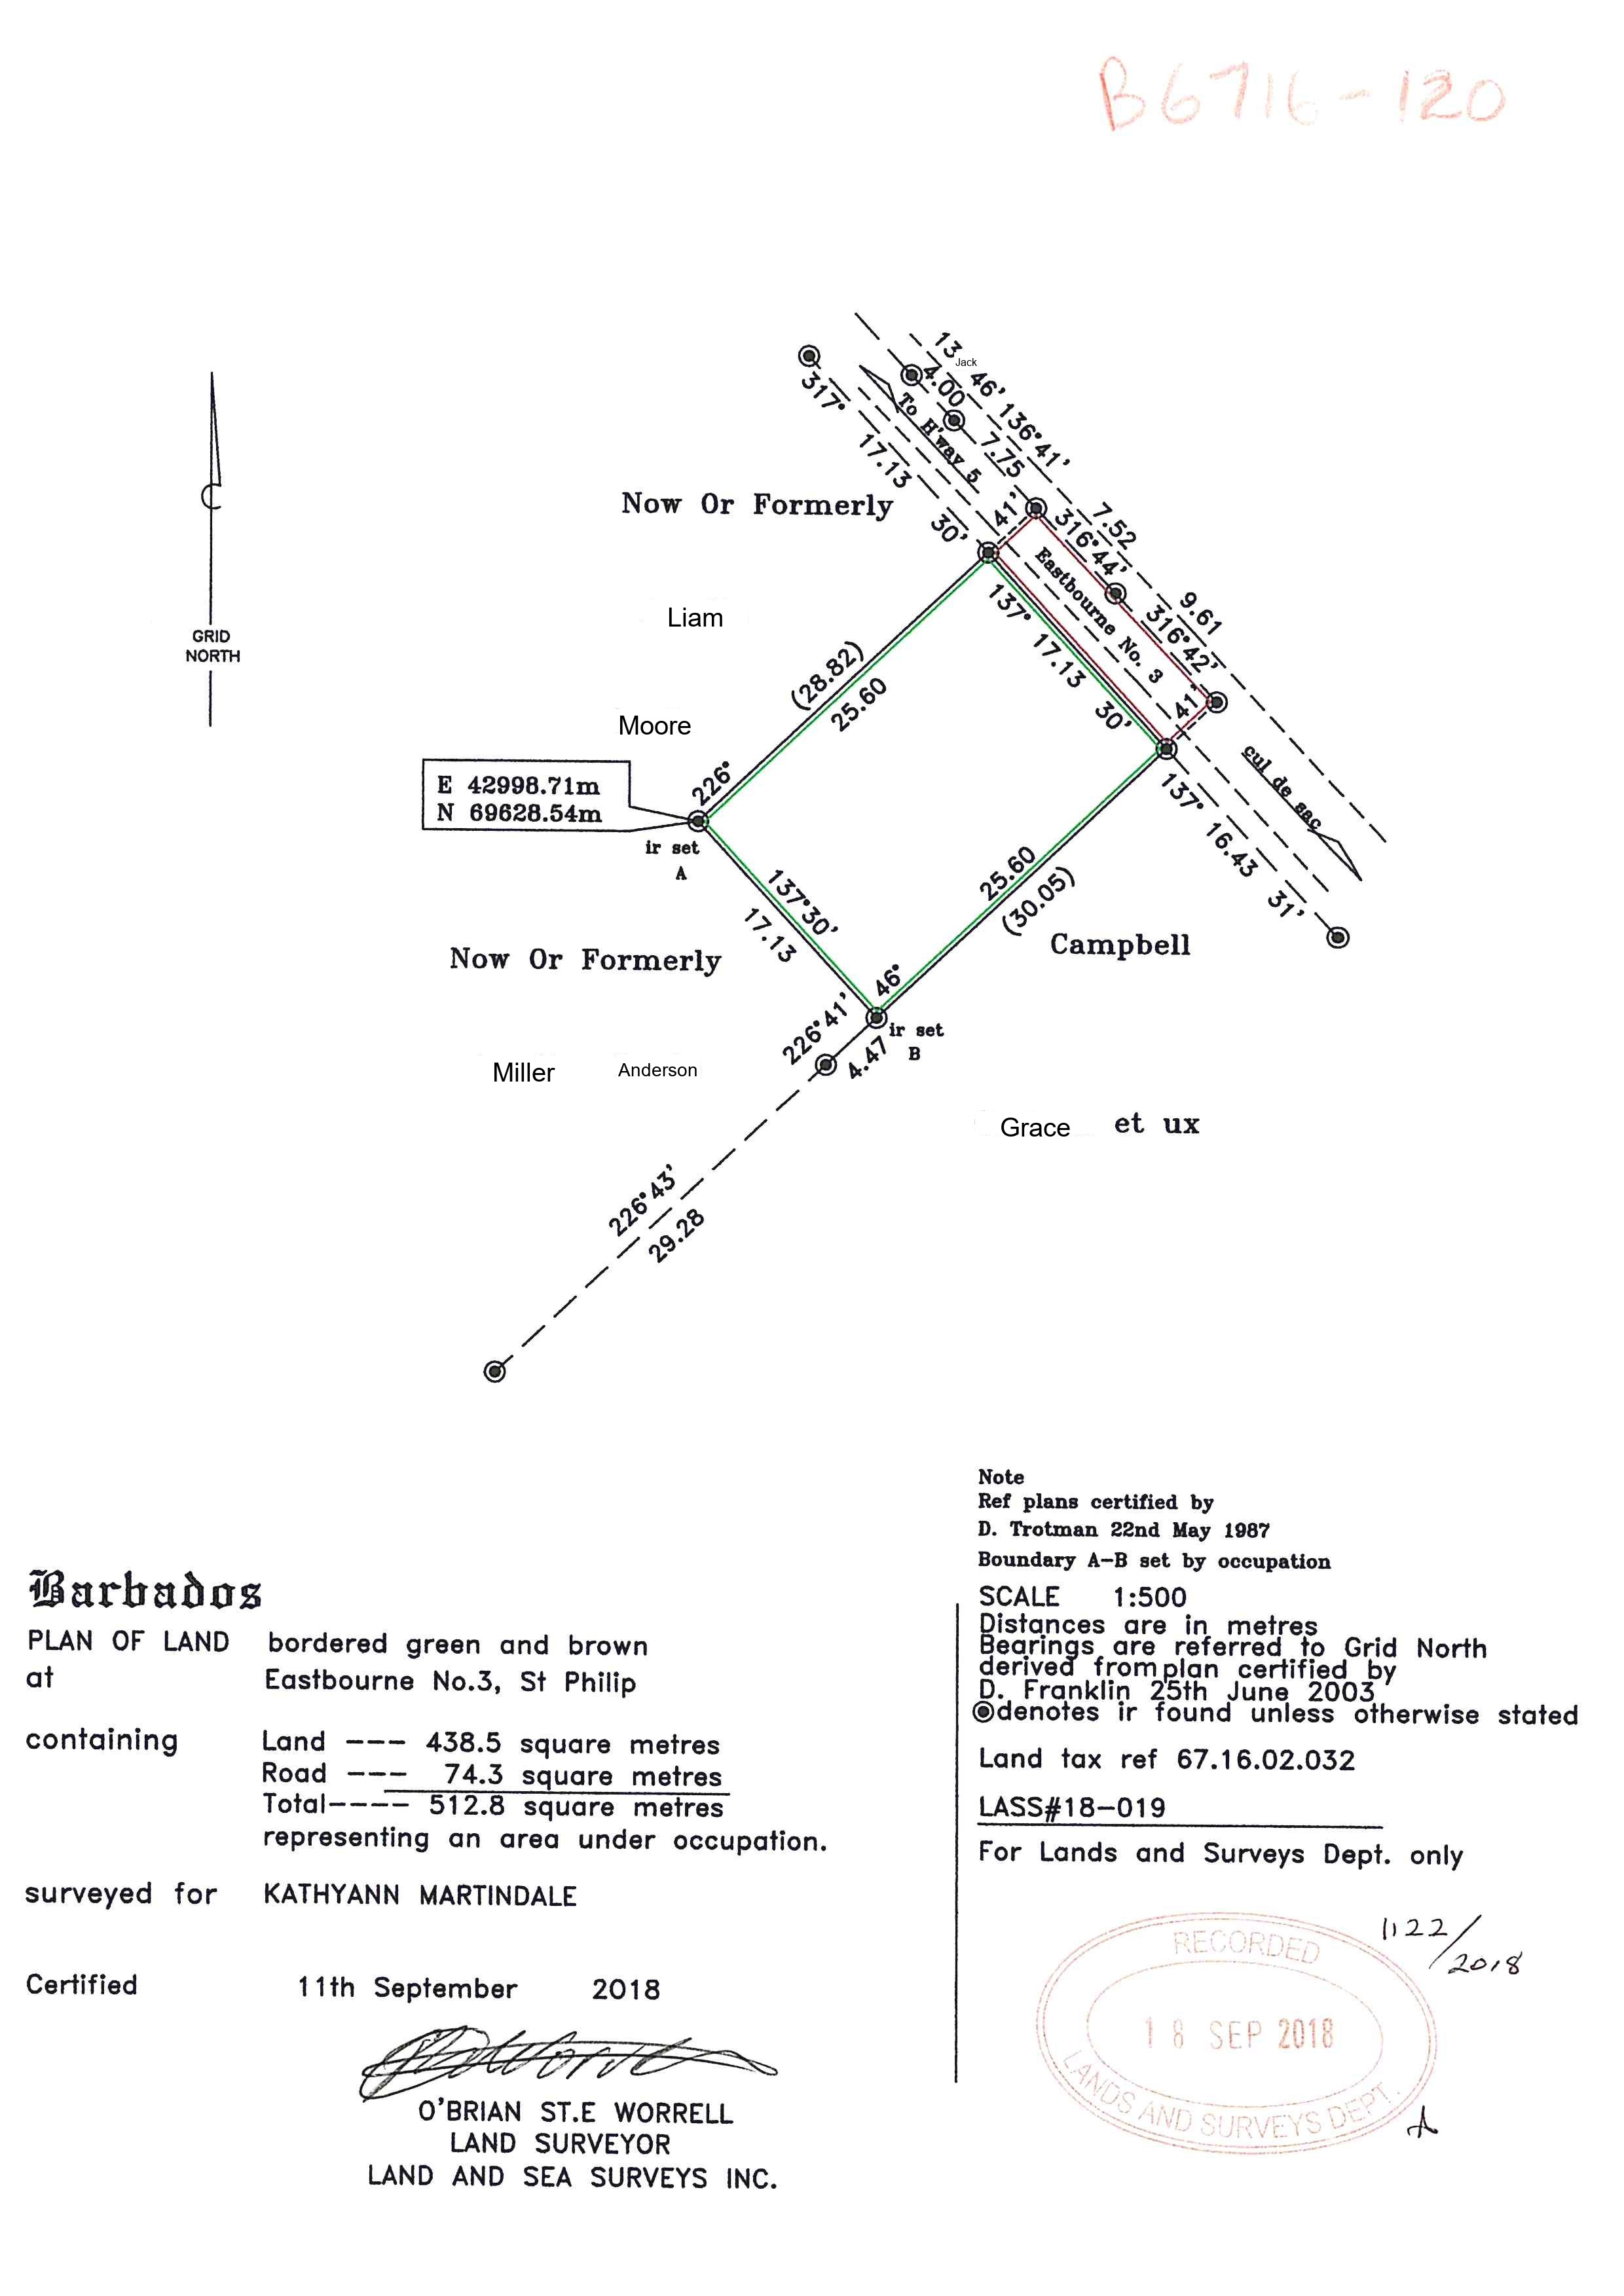 B6716-120
13
Jack
46' 136°41'
4.00
To H'way 5
317° 17.13 30'
7.75
7.52
Now Or Formerly
41'
316°44'
Eastbourne No. 3
9.61
316°42'
Liam
137° 17.13 30'
(28.82)
25.60
41'
Moore
226°
cul de sac
E 42998.71m
N 69628.54m
GRID
NORTH
ir set
A
137° 16.43 31'
137°30'
17.13
25.60
(30.05)
Campbell
Now Or Formerly
46°
226°41'
ir set
B
4.47
Miller Anderson
Grace et ux
226°43'
29.28
Note
Ref plans certified by
D. Trotman 22nd May 1987
Boundary A-B set by occupation
Barbados
PLAN OF LAND bordered green and brown
at Eastbourne No.3, St Philip
containing Land --- 438.5 square metres
Road --- 74.3 square metres
Total---- 512.8 square metres
representing an area under occupation.
surveyed for KATHYANN MARTINDALE
Certified 11th September 2018
O'BRIAN ST.E WORRELL
LAND SURVEYOR
LAND AND SEA SURVEYS INC.
SCALE 1:500
Distances are in metres
Bearings are referred to Grid North
derived from plan certified by
D. Franklin 25th June 2003
denotes ir found unless otherwise stated
Land tax ref 67.16.02.032
LASS#18-019
For Lands and Surveys Dept. only
1122/2018
RECORDED
18 SEP 2018
LANDS AND SURVEYS DEPT.